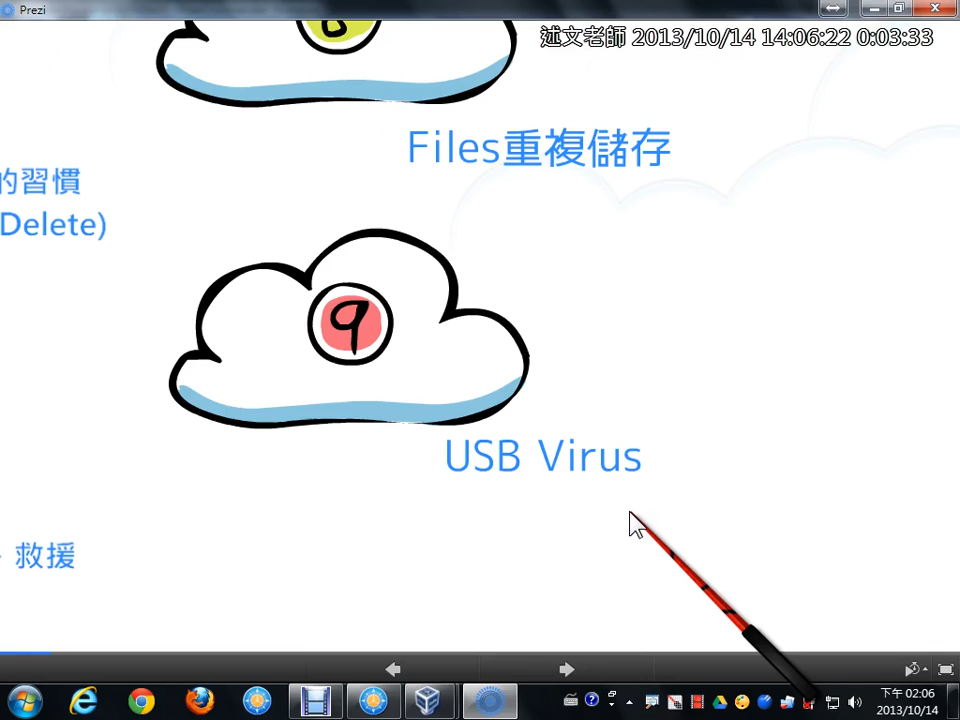 Prezi
述文老師 2013/10/14 14:06:22 0:03:33
8
Files重複儲存
的習慣
Delete)
9
USB Virus
救援
下午 02:06
2013/10/14